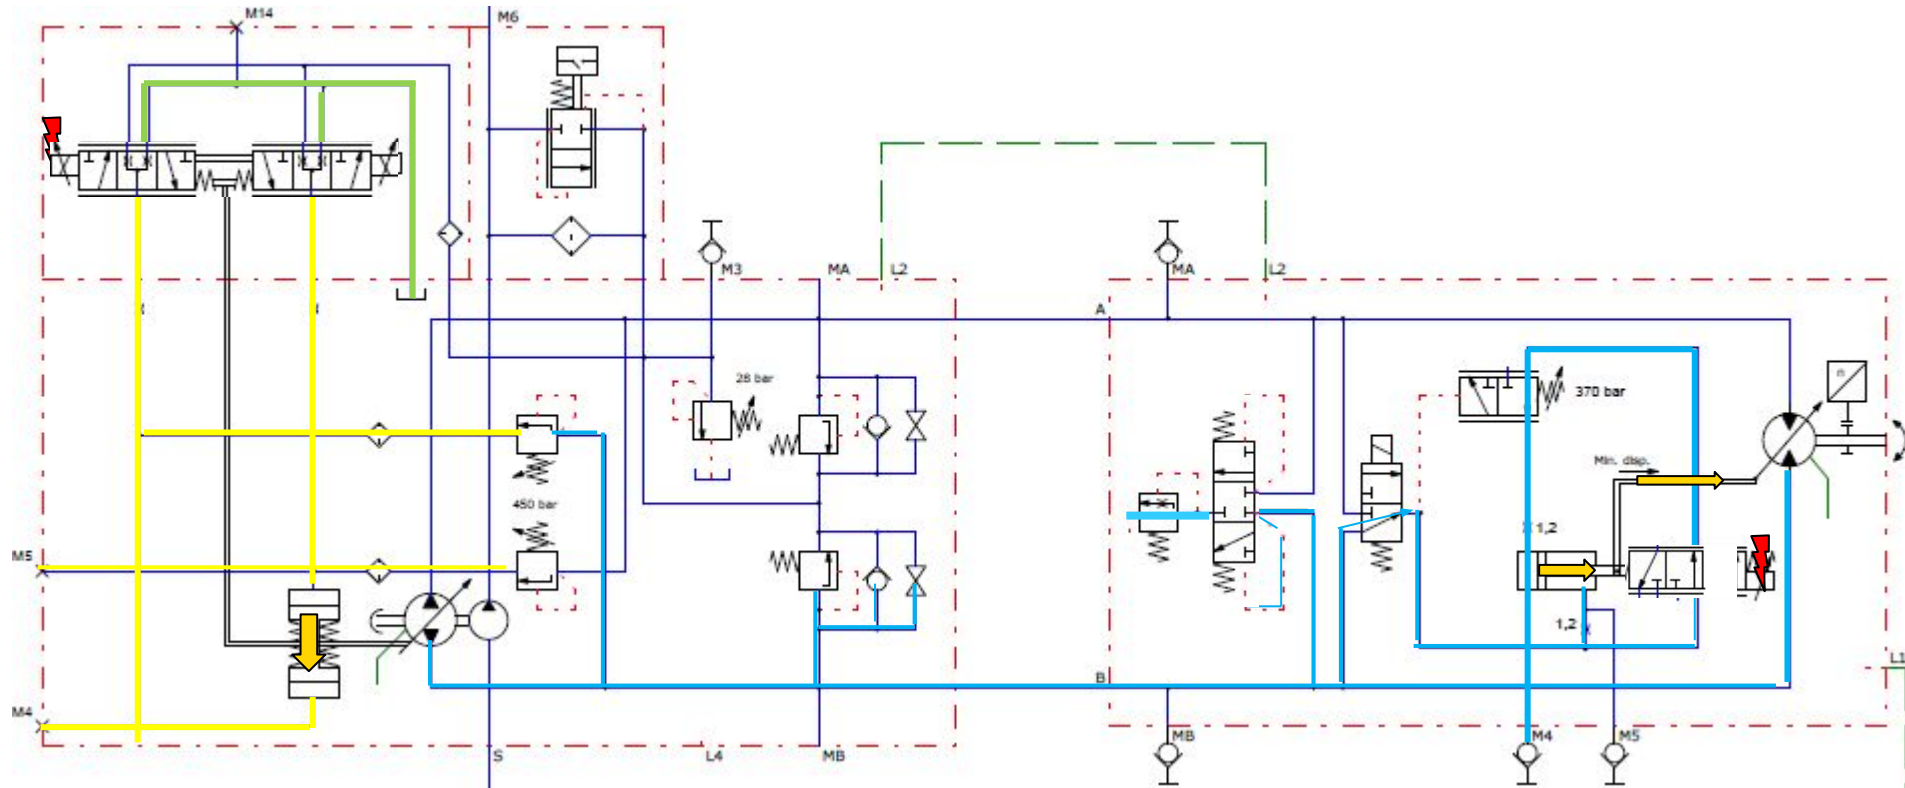 M14
M6
M3
MA
L2
MA
L2
A
28 bar
370 bar
n
Min. disp.
450 bar
1,2
M5
1,2
L1
B
M4
S
L4
MB
MB
M4
M5